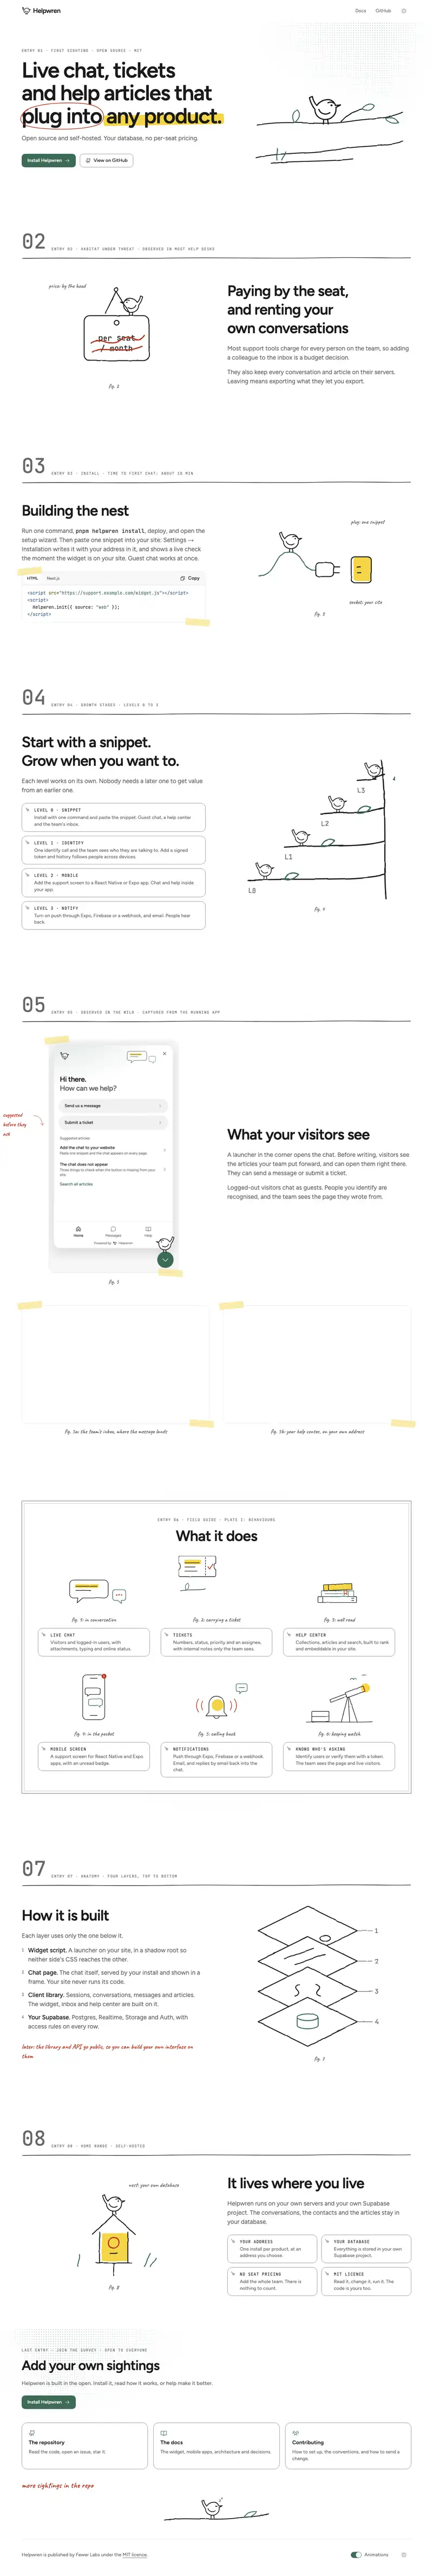 Helpwren
Docs
GitHub
ENTRY 01 · FIRST SIGHTING · OPEN SOURCE · MIT
Live chat, tickets
and help articles that
plug into any product.
Open source and self-hosted. Your database, no per-seat pricing.
Install Helpwren →
View on GitHub
02
ENTRY 02 · HABITAT UNDER THREAT · OBSERVED IN MOST HELP DESKS
price: by the head
per seat
/ month
fig. 2
Paying by the seat,
and renting your
own conversations
Most support tools charge for every person on the team, so adding
a colleague to the inbox is a budget decision.
They also keep every conversation and article on their servers.
Leaving means exporting what they let you export.
03
ENTRY 03 · INSTALL · TIME TO FIRST CHAT: ABOUT 10 MIN
Building the nest
Run one command, pnpm helpwren install, deploy, and open the
setup wizard. Then paste one snippet into your site: Settings →
Installation writes it with your address in it, and shows a live check
the moment the widget is on your site. Guest chat works at once.
HTML
Next.js
Copy
<script src="https://support.example.com/widget.js"></script>
<script>
Helpwren.init({ source: "web" });
</script>
plug: one snippet
socket: your site
fig. 3
04
ENTRY 04 · GROWTH STAGES · LEVELS 0 TO 3
Start with a snippet.
Grow when you want to.
Each level works on its own. Nobody needs a later one to get value
from an earlier one.
LEVEL 0 · SNIPPET
Install with one command and paste the snippet. Guest chat, a help center
and the team's inbox.
LEVEL 1 · IDENTIFY
One identify call and the team sees who they are talking to. Add a signed
token and history follows people across devices.
LEVEL 2 · MOBILE
Add the support screen to a React Native or Expo app. Chat and help inside
your app.
LEVEL 3 · NOTIFY
Turn on push through Expo, Firebase or a webhook, and email. People hear
back.
L3
L2
L1
L0
fig. 4
05
ENTRY 05 · OBSERVED IN THE WILD · CAPTURED FROM THE RUNNING APP
suggested
before they
ask
Hi there.
How can we help?
Send us a message
Submit a ticket
Suggested articles
Add the chat to your website
Paste one snippet and the chat appears on every page.
The chat does not appear
Three things to check when the button is missing from your
site.
Search all articles
Home
Messages
Help
Powered by Helpwren
fig. 5
What your visitors see
A launcher in the corner opens the chat. Before writing, visitors see
the articles your team put forward, and can open them right there.
They can send a message or submit a ticket.
Logged-out visitors chat as guests. People you identify are
recognised, and the team sees the page they wrote from.
fig. 5a: the team's inbox, where the message lands
fig. 5b: your help center, on your own address
ENTRY 06 · FIELD GUIDE · PLATE I: BEHAVIOURS
What it does
fig. 1: in conversation
fig. 2: carrying a ticket
fig. 3: well read
LIVE CHAT
Visitors and logged-in users, with
attachments, typing and online status.
TICKETS
Numbers, status, priority and an assignee,
with internal notes only the team sees.
HELP CENTER
Collections, articles and search, built to rank
and embeddable in your site.
fig. 4: in the pocket
fig. 5: calling back
fig. 6: keeping watch
MOBILE SCREEN
A support screen for React Native and Expo
apps, with an unread badge.
NOTIFICATIONS
Push through Expo, Firebase or a webhook.
Email, and replies by email back into the
chat.
KNOWS WHO'S ASKING
Identify users or verify them with a token.
The team sees the page and live visitors.
07
ENTRY 07 · ANATOMY · FOUR LAYERS, TOP TO BOTTOM
How it is built
Each layer uses only the one below it.
1 Widget script. A launcher on your site, in a shadow root so
neither side's CSS reaches the other.
2 Chat page. The chat itself, served by your install and shown in a
frame. Your site never runs its code.
3 Client library. Sessions, conversations, messages and articles.
The widget, inbox and help center are built on it.
4 Your Supabase. Postgres, Realtime, Storage and Auth, with
access rules on every row.
later: the library and API go public, so you can build your own interface on
them
1
2
3
4
fig. 7
08
ENTRY 08 · HOME RANGE · SELF-HOSTED
nest: your own database
fig. 8
It lives where you live
Helpwren runs on your own servers and your own Supabase
project. The conversations, the contacts and the articles stay in
your database.
YOUR ADDRESS
One install per product, at an
address you choose.
YOUR DATABASE
Everything is stored in your own
Supabase project.
NO SEAT PRICING
Add the whole team. There is
nothing to count.
MIT LICENCE
Read it, change it, run it. The
code is yours too.
LAST ENTRY — JOIN THE SURVEY · OPEN TO EVERYONE
Add your own sightings
Helpwren is built in the open. Install it, read how it works, or help make it better.
Install Helpwren →
The repository
Read the code, open an issue, star it.
The docs
The widget, mobile apps, architecture and decisions.
Contributing
How to set up, the conventions, and how to send a
change.
more sightings in the repo
Helpwren is published by Fewer Labs under the MIT licence.
Animations